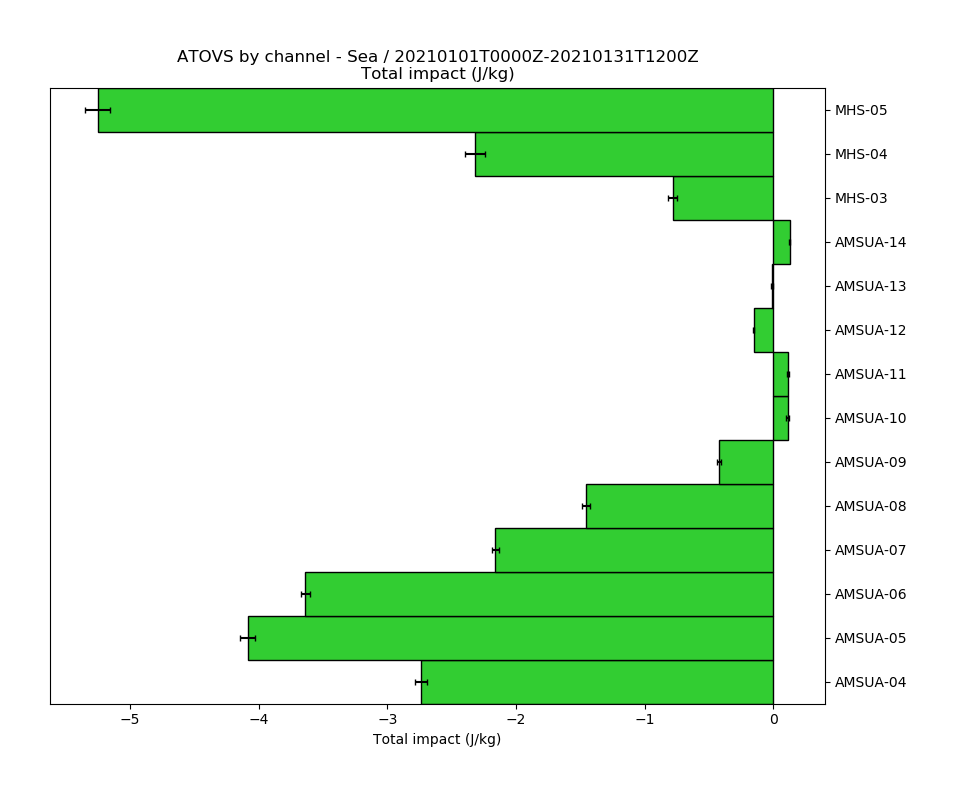 ATOVS by channel - Sea / 20210101T0000Z-20210131T1200Z
Total impact (J/kg)
MHS-05
MHS-04
MHS-03
AMSUA-14
AMSUA-13
AMSUA-12
AMSUA-11
AMSUA-10
AMSUA-09
AMSUA-08
AMSUA-07
AMSUA-06
AMSUA-05
AMSUA-04
−5 −4 −3 −2 −1 0
Total impact (J/kg)